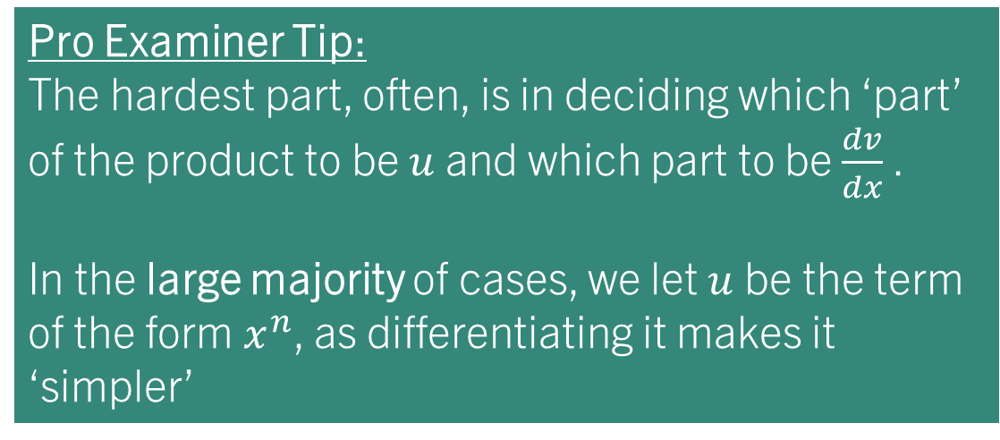 Pro Examiner Tip:
The hardest part, often, is in deciding which ‘part’
of the product to be u and which part to be dv/dx .
In the large majority of cases, we let u be the term
of the form xⁿ, as differentiating it makes it
‘simpler’